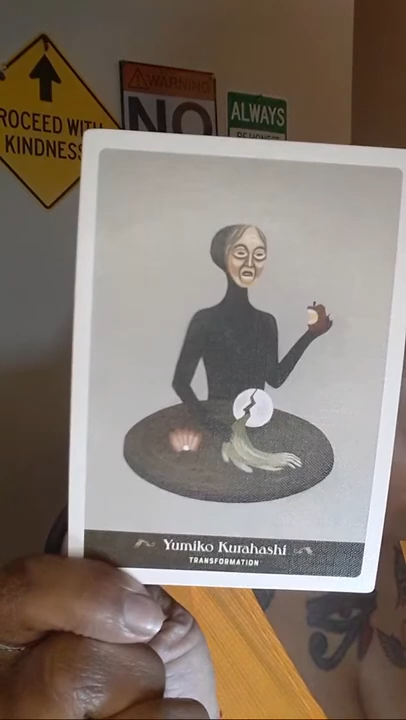 PROCEED WITH
KINDNESS
WARNING
NO
ALWAYS
Yumiko Kurahashi
TRANSFORMATION